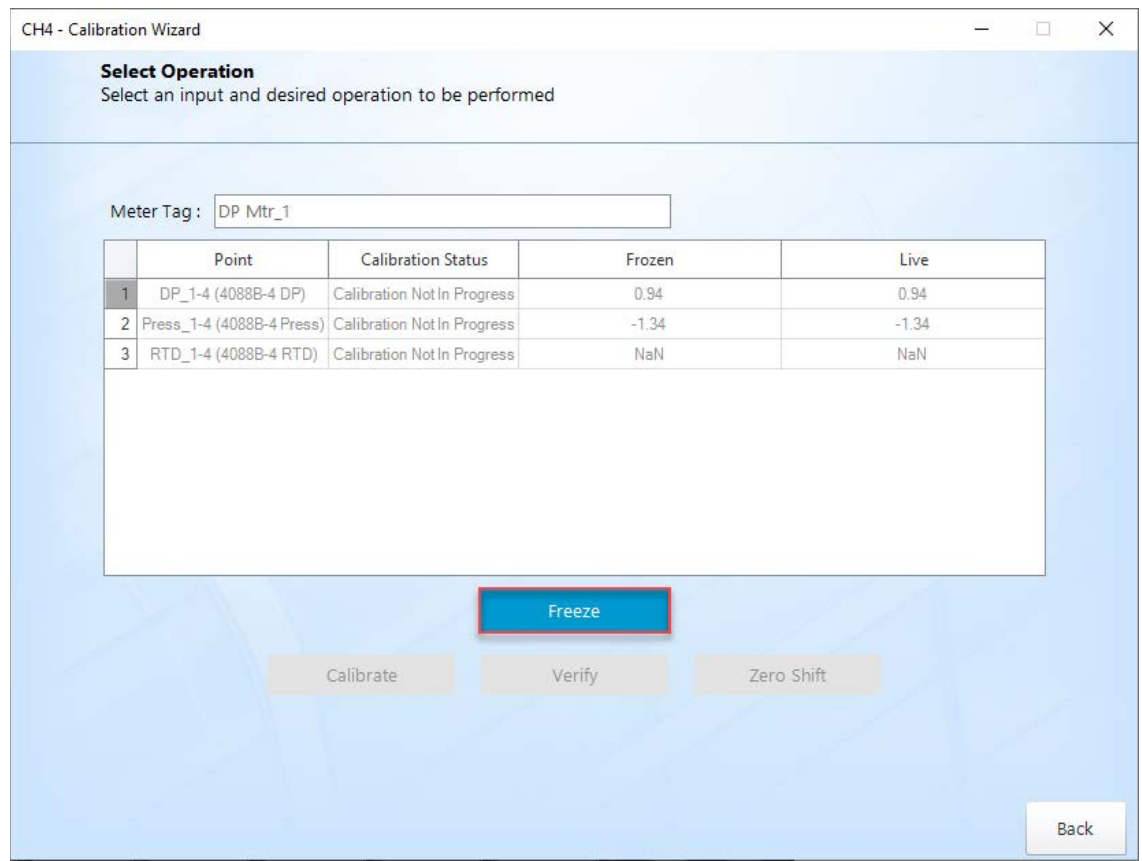 CH4 - Calibration Wizard
Select Operation
Select an input and desired operation to be performed
Meter Tag : DP Mtr_1
Point Calibration Status Frozen Live
1 DP_1-4 (4088B-4 DP) Calibration Not In Progress 0.94 0.94
2 Press_1-4 (4088B-4 Press) Calibration Not In Progress -1.34 -1.34
3 RTD_1-4 (4088B-4 RTD) Calibration Not In Progress NaN NaN
Freeze
Calibrate Verify Zero Shift
Back